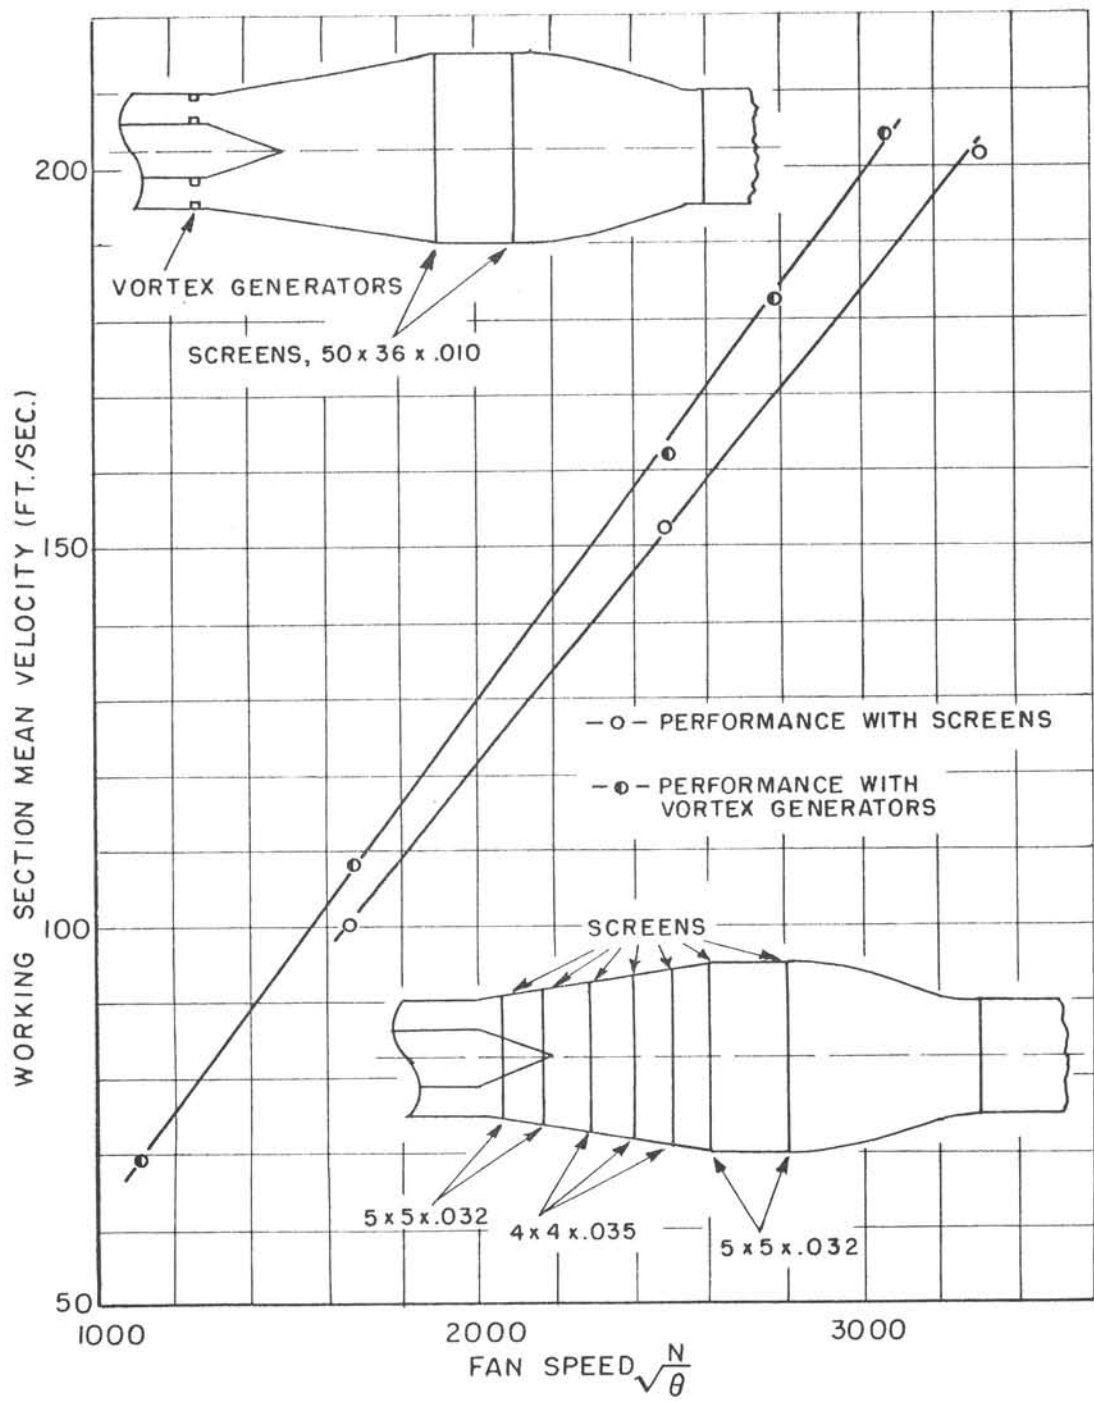 200
VORTEX GENERATORS
SCREENS, 50 x 36 x .010
150
WORKING SECTION MEAN VELOCITY (FT./SEC.)
-o- PERFORMANCE WITH SCREENS
-◐- PERFORMANCE WITH
VORTEX GENERATORS
100
SCREENS
5 x 5 x .032
4 x 4 x .035
5 x 5 x .032
50
1000
2000
3000
FAN SPEED √N/θ